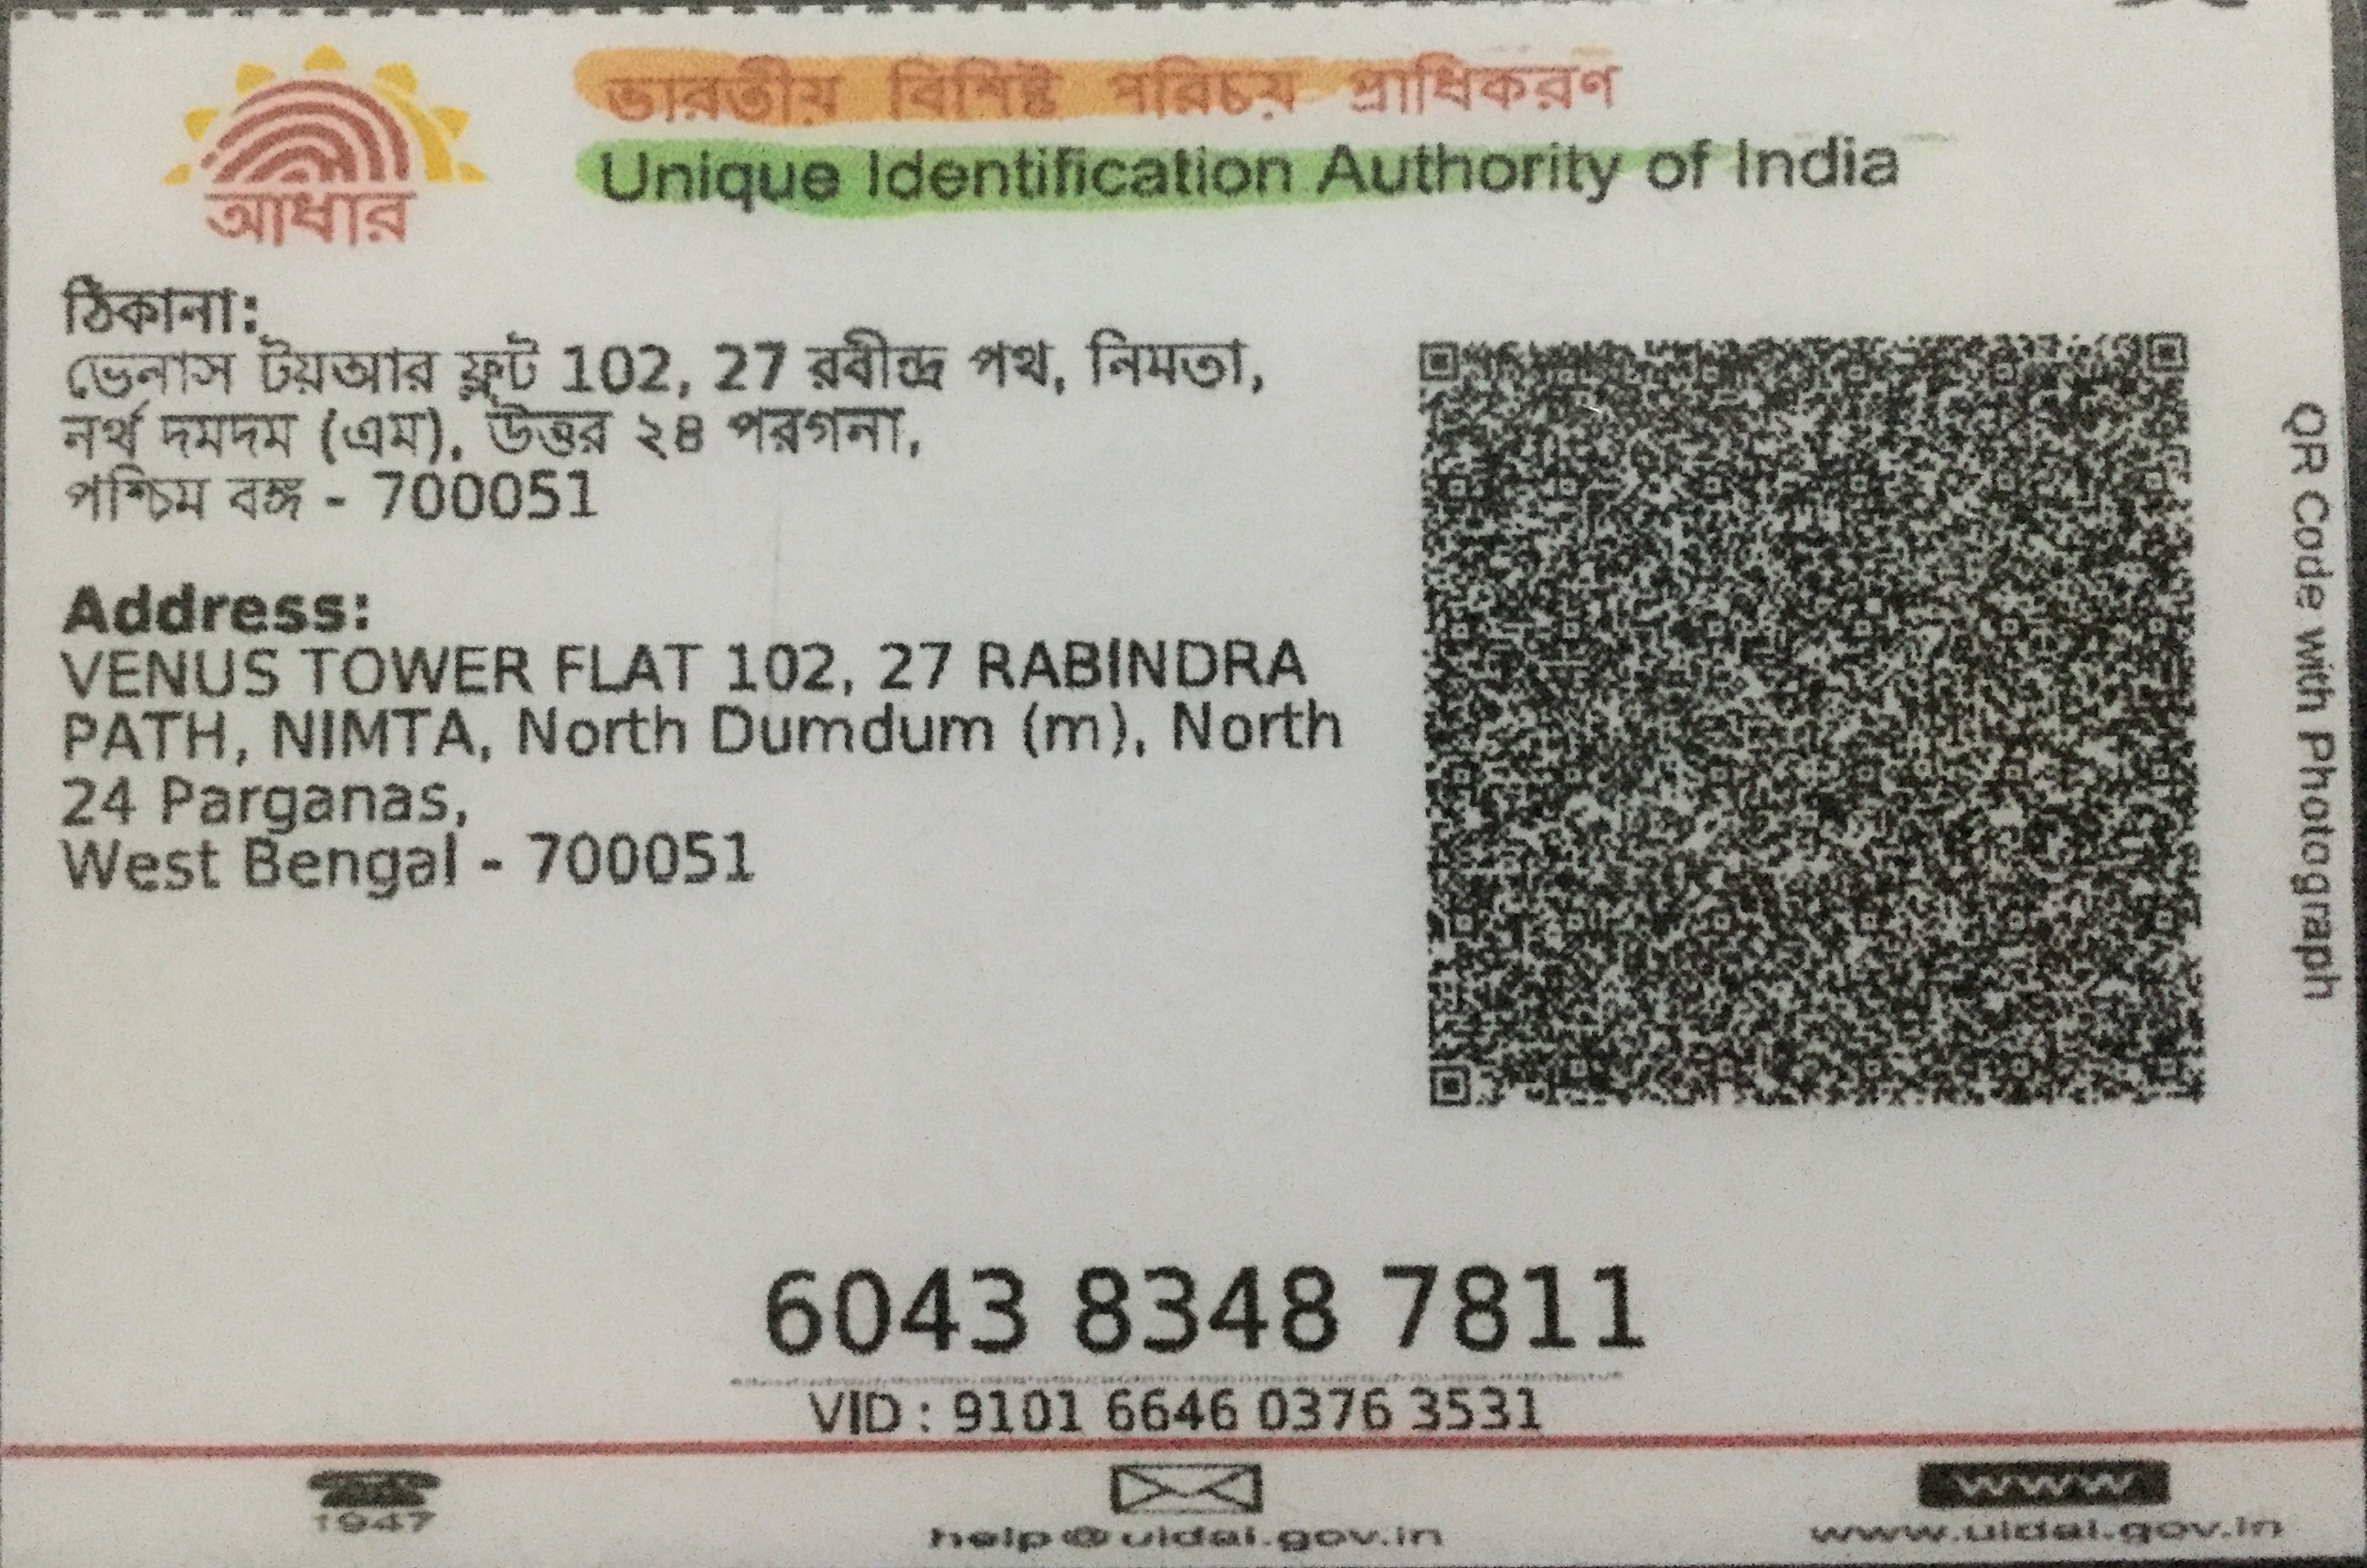 ভারতীয় বিশিষ্ট পরিচয় প্রাধিকরণ
Unique Identification Authority of India
আধার
ঠিকানা:
ভেনাস টয়আর ফ্লট 102, 27 রবীন্দ্র পথ, নিমতা,
নর্থ দমদম (এম), উত্তর ২৪ পরগনা,
পশ্চিম বঙ্গ - 700051
Address:
VENUS TOWER FLAT 102, 27 RABINDRA
PATH, NIMTA, North Dumdum (m), North
24 Parganas,
West Bengal - 700051
QR Code with Photograph
6043 8348 7811
VID : 9101 6646 0376 3531
1947
help@uidai.gov.in
www
www.uidai.gov.in